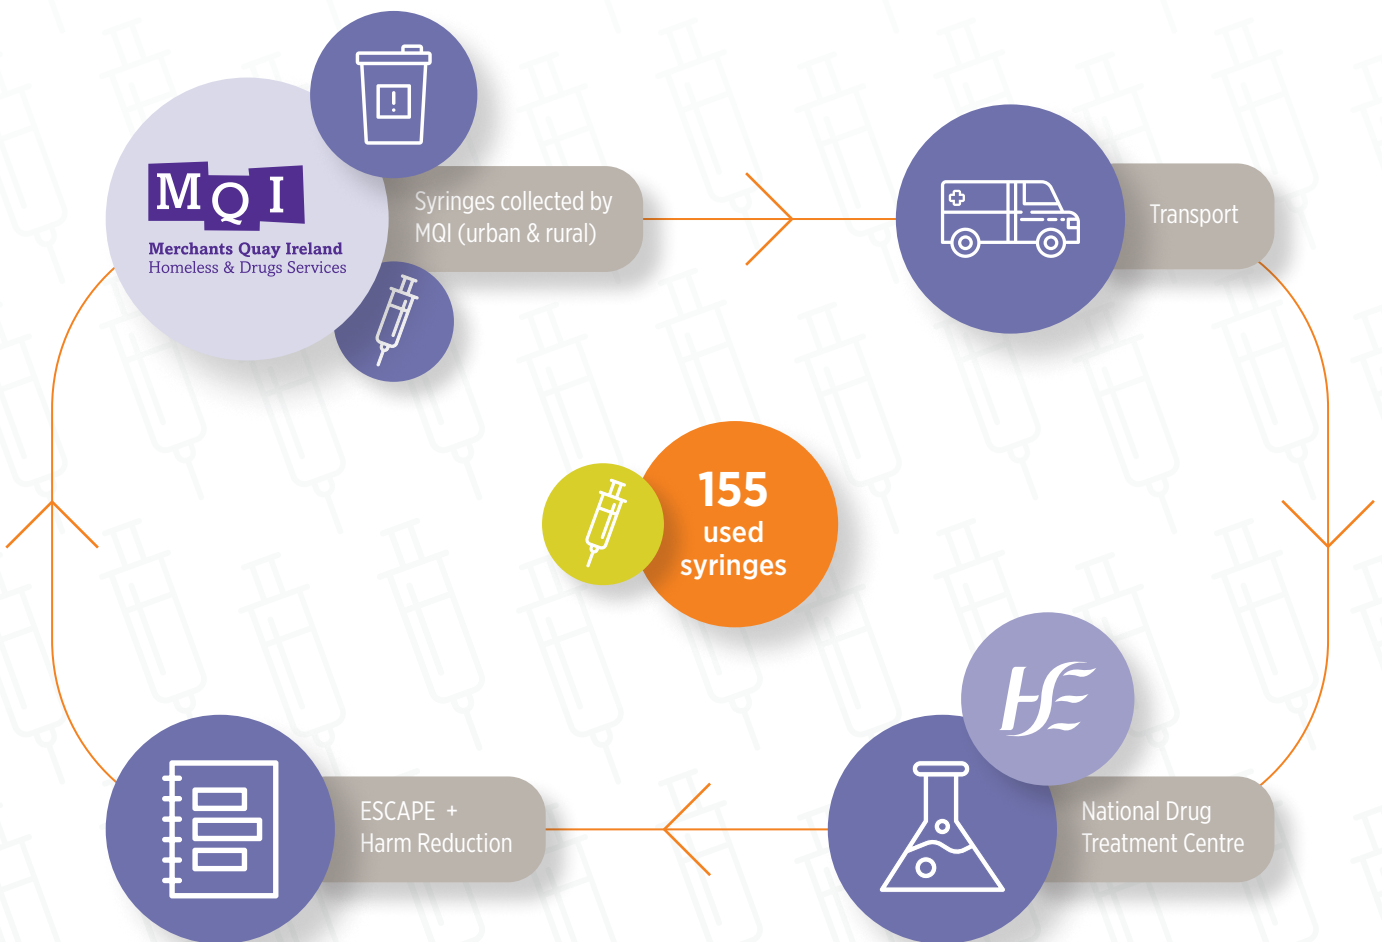 MQI
Merchants Quay Ireland
Homeless & Drugs Services
Syringes collected by
MQI (urban & rural)
Transport
155
used
syringes
HSE
National Drug
Treatment Centre
ESCAPE +
Harm Reduction